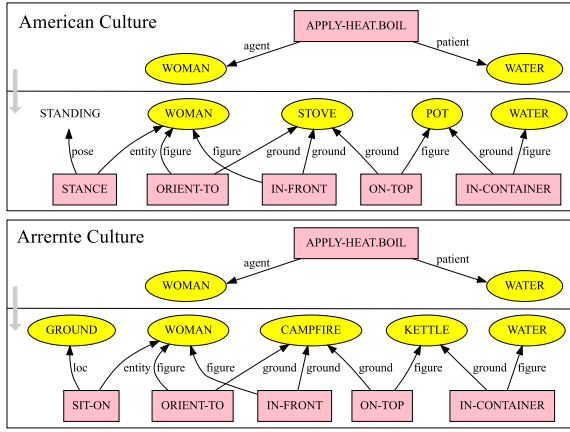 American Culture
APPLY-HEAT.BOIL
agent
patient
WOMAN
WATER
STANDING
WOMAN
STOVE
POT
WATER
pose
entity
figure
figure
ground
ground
ground
figure
ground
figure
STANCE
ORIENT-TO
IN-FRONT
ON-TOP
IN-CONTAINER
Arrernte Culture
APPLY-HEAT.BOIL
agent
patient
WOMAN
WATER
GROUND
WOMAN
CAMPFIRE
KETTLE
WATER
loc
entity
figure
figure
ground
ground
ground
figure
ground
figure
SIT-ON
ORIENT-TO
IN-FRONT
ON-TOP
IN-CONTAINER